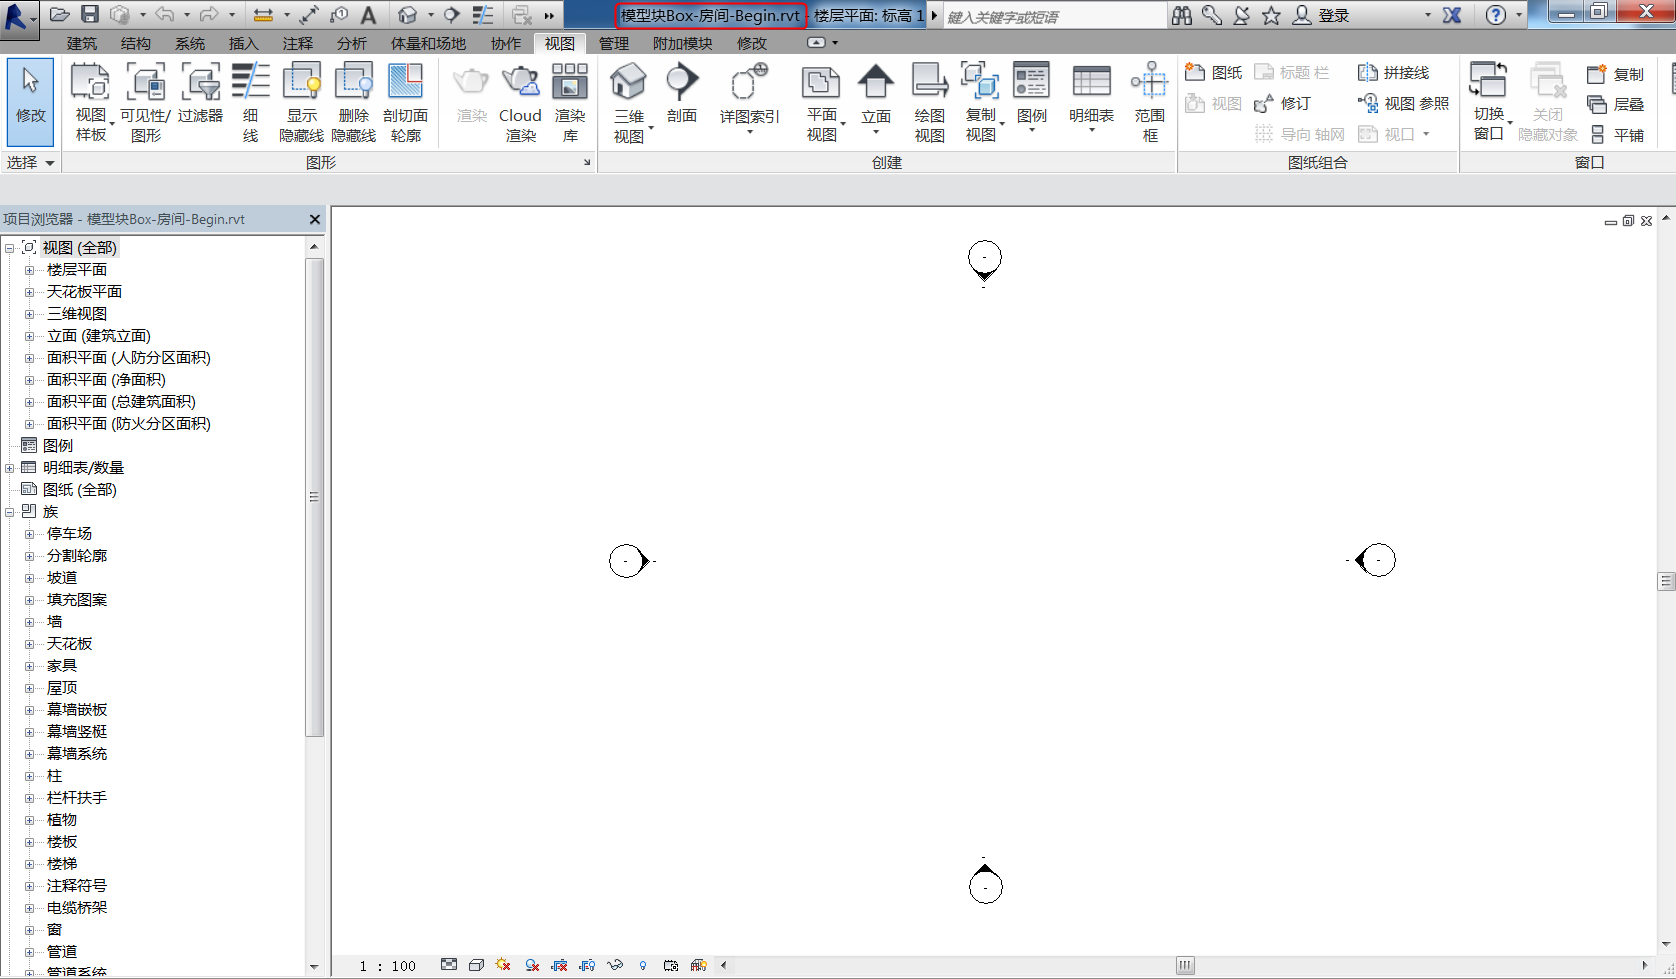 模型块Box-房间-Begin.rvt - 楼层平面: 标高 1
键入关键字或短语
登录
建筑 结构 系统 插入 注释 分析 体量和场地 协作 视图 管理 附加模块 修改
修改
视图 样板
可见性/ 图形
过滤器
细 线
显示 隐藏线
删除 隐藏线
剖切面 轮廓
渲染
Cloud 渲染
渲染 库
三维 视图
剖面
详图索引
平面 视图
立面
绘图 视图
复制 视图
图例
明细表
范围 框
图纸
标题 栏
拼接线
视图
修订
视图 参照
导向 轴网
视口
切换 窗口
关闭 隐藏对象
复制
层叠
平铺
选择
图形
创建
图纸组合
窗口
项目浏览器 - 模型块Box-房间-Begin.rvt
视图 (全部)
楼层平面
天花板平面
三维视图
立面 (建筑立面)
面积平面 (人防分区面积)
面积平面 (净面积)
面积平面 (总建筑面积)
面积平面 (防火分区面积)
图例
明细表/数量
图纸 (全部)
族
停车场
分割轮廓
坡道
填充图案
墙
天花板
家具
屋顶
幕墙嵌板
幕墙竖梃
幕墙系统
柱
栏杆扶手
植物
楼板
楼梯
注释符号
电缆桥架
窗
管道
管道系统
1 : 100